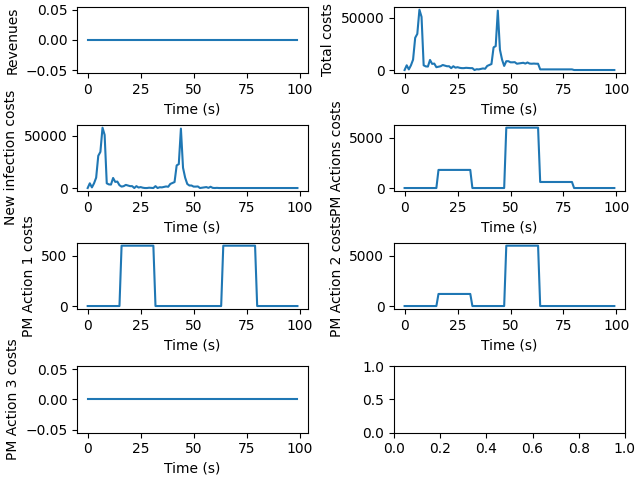 Revenues
0.05
0.00
−0.05
0 25 50 75 100
Time (s)
Total costs
50000
0
0 25 50 75 100
Time (s)
New infection costs
50000
0
0 25 50 75 100
Time (s)
PM Actions costs
5000
0
0 25 50 75 100
Time (s)
PM Action 1 costs
500
0
0 25 50 75 100
Time (s)
PM Action 2 costs
5000
0
0 25 50 75 100
Time (s)
PM Action 3 costs
0.05
0.00
−0.05
0 25 50 75 100
Time (s)
1.0
0.5
0.0
0.0 0.2 0.4 0.6 0.8 1.0